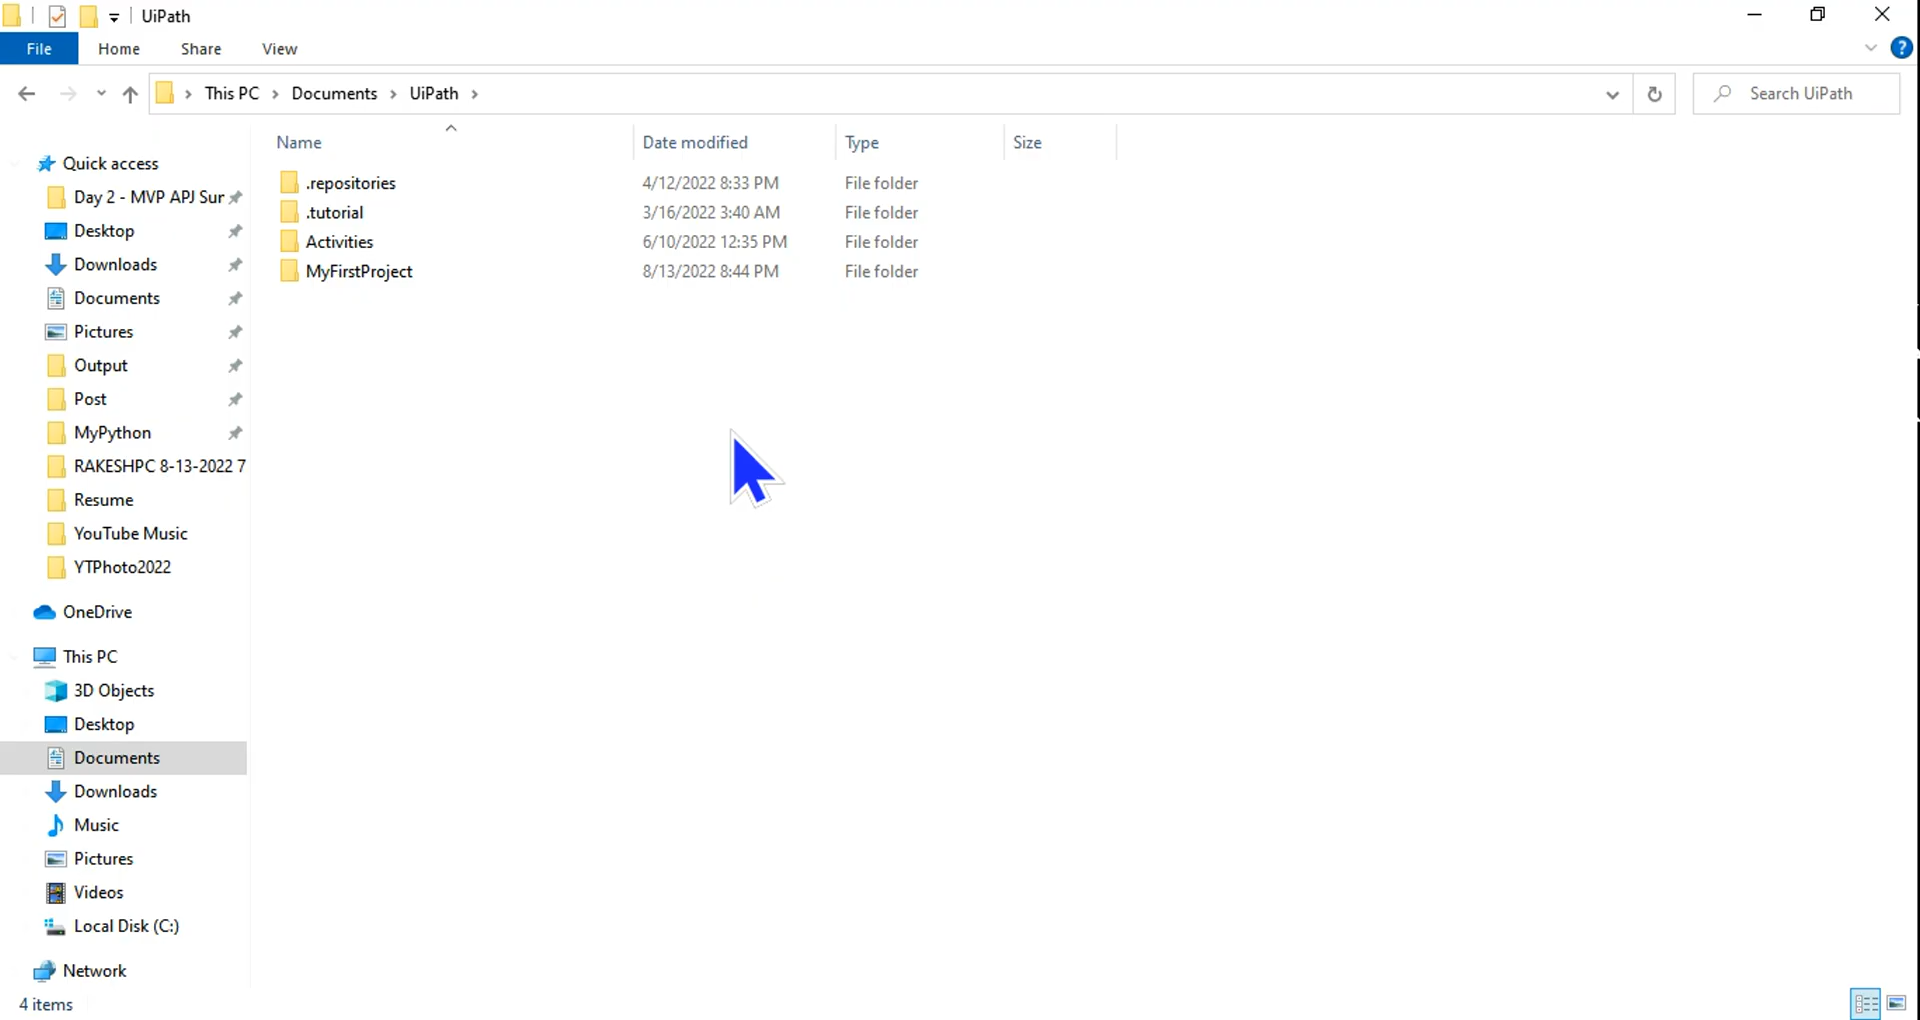 UiPath
File Home Share View
?
This PC > Documents > UiPath >
Search UiPath
Name Date modified Type Size
.repositories 4/12/2022 8:33 PM File folder
.tutorial 3/16/2022 3:40 AM File folder
Activities 6/10/2022 12:35 PM File folder
MyFirstProject 8/13/2022 8:44 PM File folder
Quick access
Day 2 - MVP APJ Sur
Desktop
Downloads
Documents
Pictures
Output
Post
MyPython
RAKESHPC 8-13-2022 7
Resume
YouTube Music
YTPhoto2022
OneDrive
This PC
3D Objects
Desktop
Documents
Downloads
Music
Pictures
Videos
Local Disk (C:)
Network
4 items